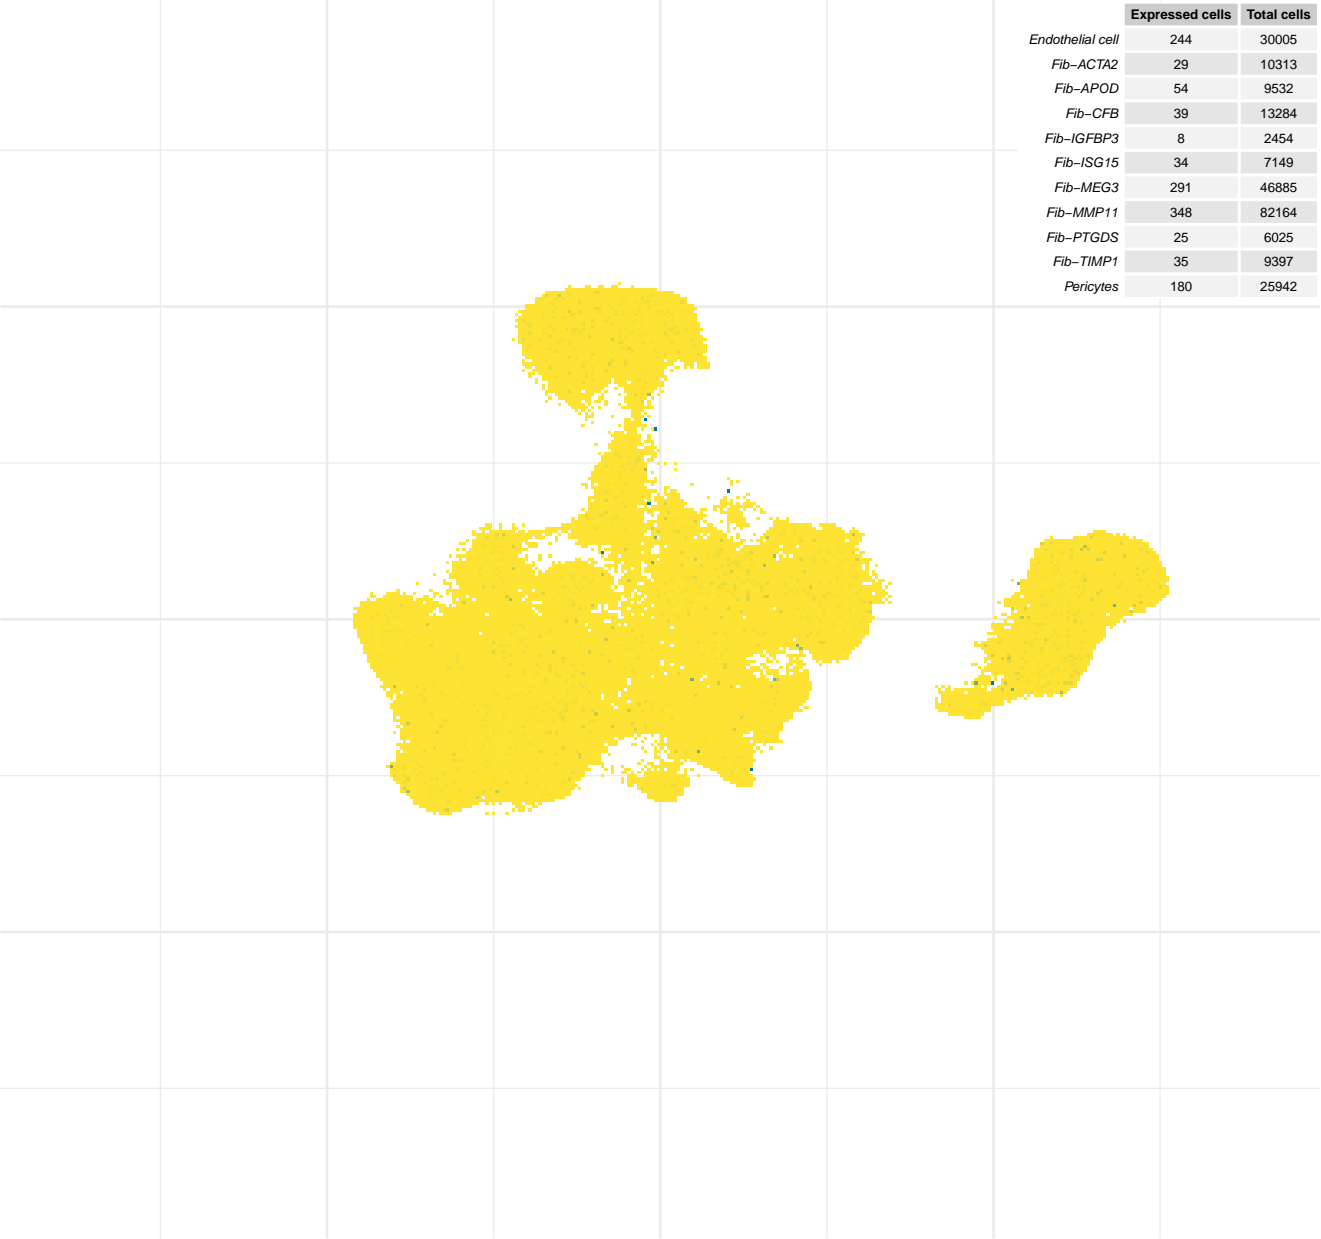 Expressed cells Total cells
Endothelial cell 244 30005
Fib−ACTA2 29 10313
Fib−APOD 54 9532
Fib−CFB 39 13284
Fib−IGFBP3 8 2454
Fib−ISG15 34 7149
Fib−MEG3 291 46885
Fib−MMP11 348 82164
Fib−PTGDS 25 6025
Fib−TIMP1 35 9397
Pericytes 180 25942